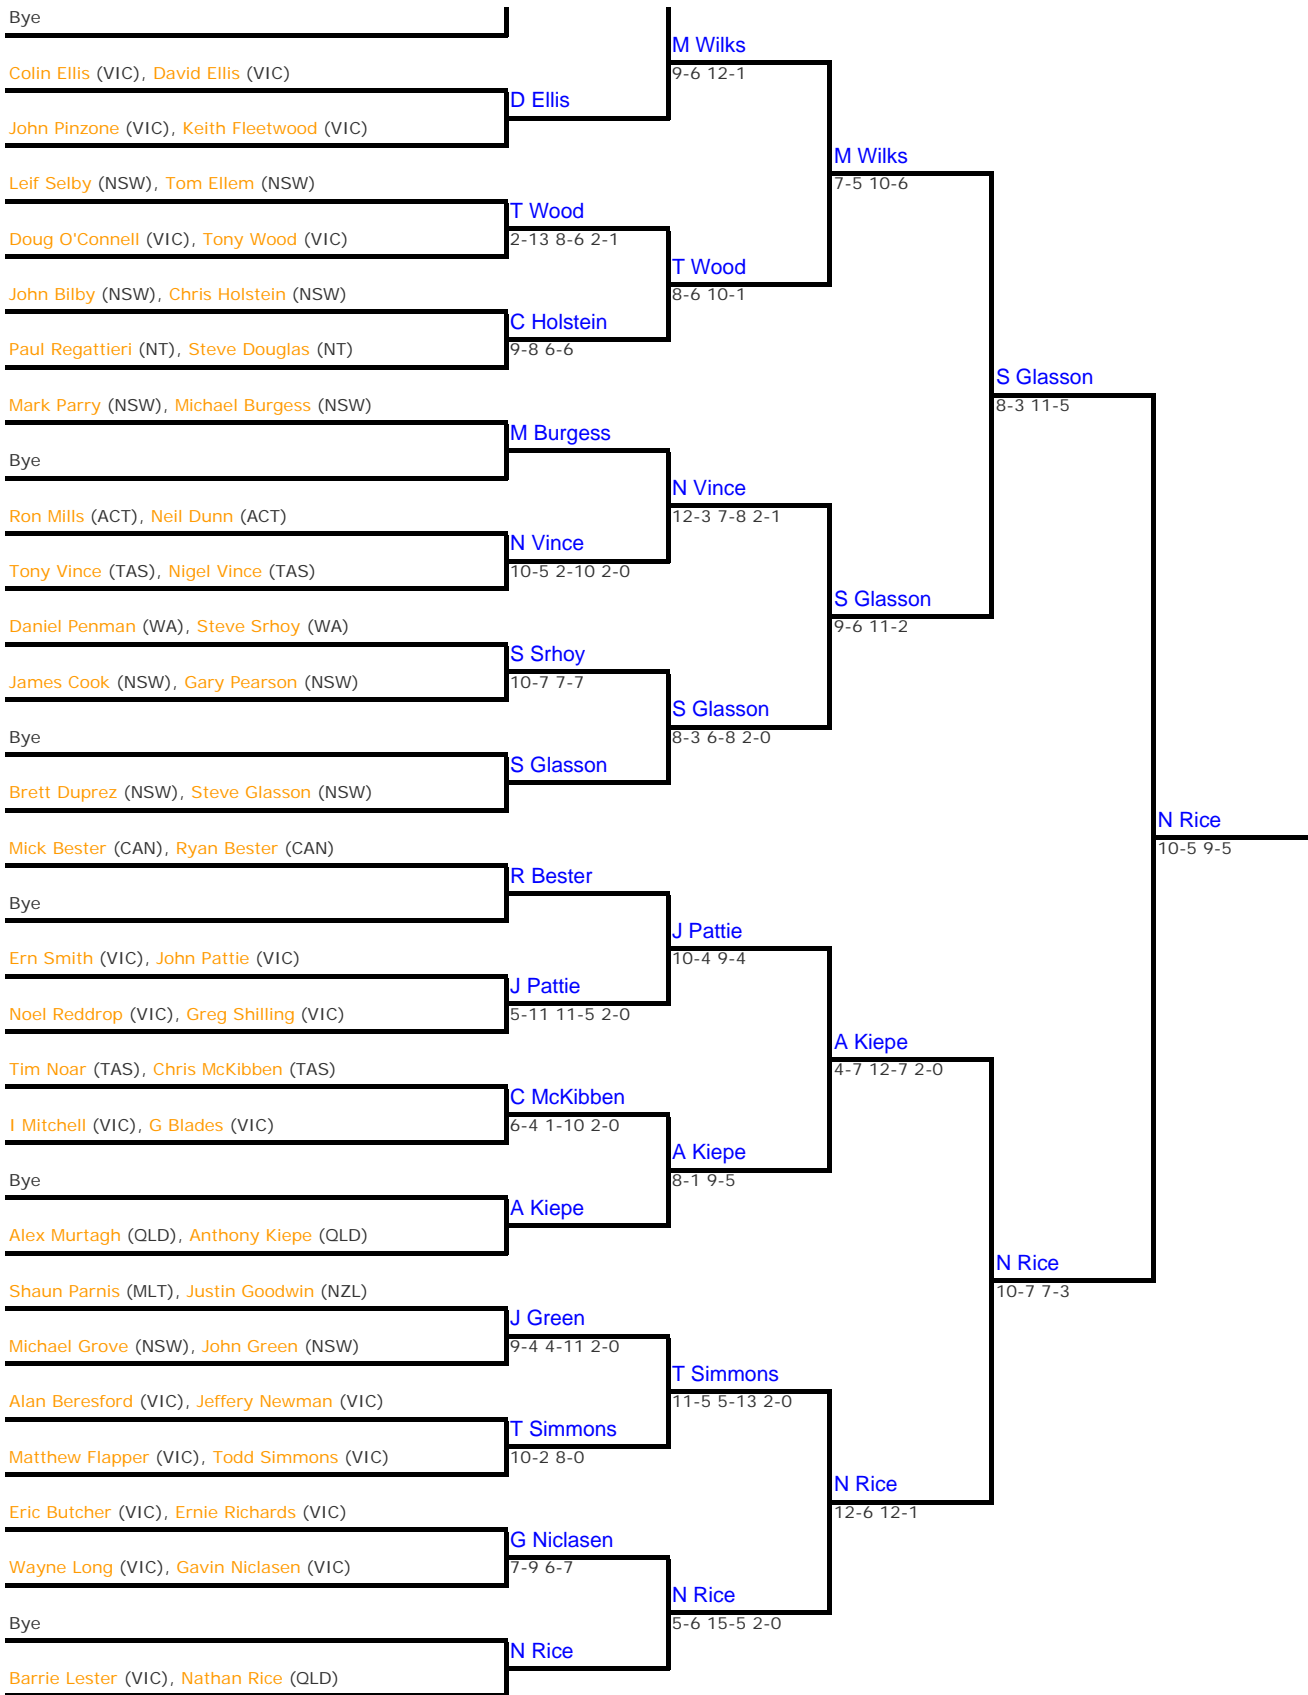 Bye
M Wilks
Colin Ellis (VIC), David Ellis (VIC)
9-6 12-1
D Ellis
John Pinzone (VIC), Keith Fleetwood (VIC)
M Wilks
Leif Selby (NSW), Tom Ellem (NSW)
7-5 10-6
T Wood
Doug O'Connell (VIC), Tony Wood (VIC)
2-13 8-6 2-1
T Wood
John Bilby (NSW), Chris Holstein (NSW)
8-6 10-1
C Holstein
Paul Regattieri (NT), Steve Douglas (NT)
9-8 6-6
S Glasson
Mark Parry (NSW), Michael Burgess (NSW)
8-3 11-5
M Burgess
Bye
N Vince
Ron Mills (ACT), Neil Dunn (ACT)
12-3 7-8 2-1
N Vince
Tony Vince (TAS), Nigel Vince (TAS)
10-5 2-10 2-0
S Glasson
Daniel Penman (WA), Steve Srhoy (WA)
9-6 11-2
S Srhoy
James Cook (NSW), Gary Pearson (NSW)
10-7 7-7
S Glasson
Bye
8-3 6-8 2-0
S Glasson
Brett Duprez (NSW), Steve Glasson (NSW)
N Rice
Mick Bester (CAN), Ryan Bester (CAN)
10-5 9-5
R Bester
Bye
J Pattie
Ern Smith (VIC), John Pattie (VIC)
10-4 9-4
J Pattie
Noel Reddrop (VIC), Greg Shilling (VIC)
5-11 11-5 2-0
A Kiepe
Tim Noar (TAS), Chris McKibben (TAS)
4-7 12-7 2-0
C McKibben
I Mitchell (VIC), G Blades (VIC)
6-4 1-10 2-0
A Kiepe
Bye
8-1 9-5
A Kiepe
Alex Murtagh (QLD), Anthony Kiepe (QLD)
N Rice
Shaun Parnis (MLT), Justin Goodwin (NZL)
10-7 7-3
J Green
Michael Grove (NSW), John Green (NSW)
9-4 4-11 2-0
T Simmons
Alan Beresford (VIC), Jeffery Newman (VIC)
11-5 5-13 2-0
T Simmons
Matthew Flapper (VIC), Todd Simmons (VIC)
10-2 8-0
N Rice
Eric Butcher (VIC), Ernie Richards (VIC)
12-6 12-1
G Niclasen
Wayne Long (VIC), Gavin Niclasen (VIC)
7-9 6-7
N Rice
Bye
5-6 15-5 2-0
N Rice
Barrie Lester (VIC), Nathan Rice (QLD)